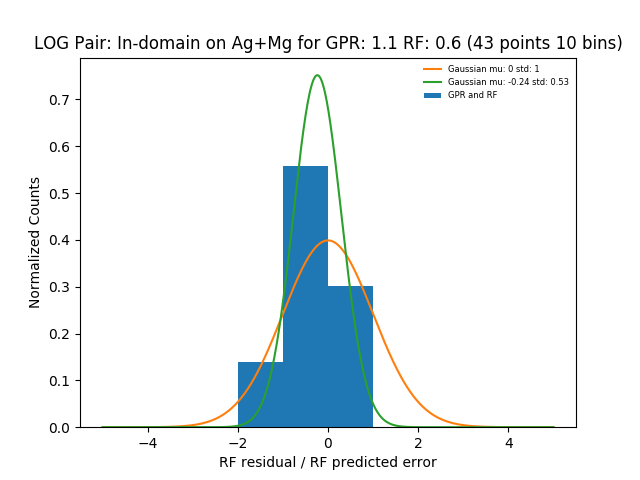 LOG Pair: In-domain on Ag+Mg for GPR: 1.1 RF: 0.6 (43 points 10 bins)
Gaussian mu: 0 std: 1
Gaussian mu: -0.24 std: 0.53
GPR and RF
Normalized Counts
0.7
0.6
0.5
0.4
0.3
0.2
0.1
0.0
−4 −2 0 2 4
RF residual / RF predicted error